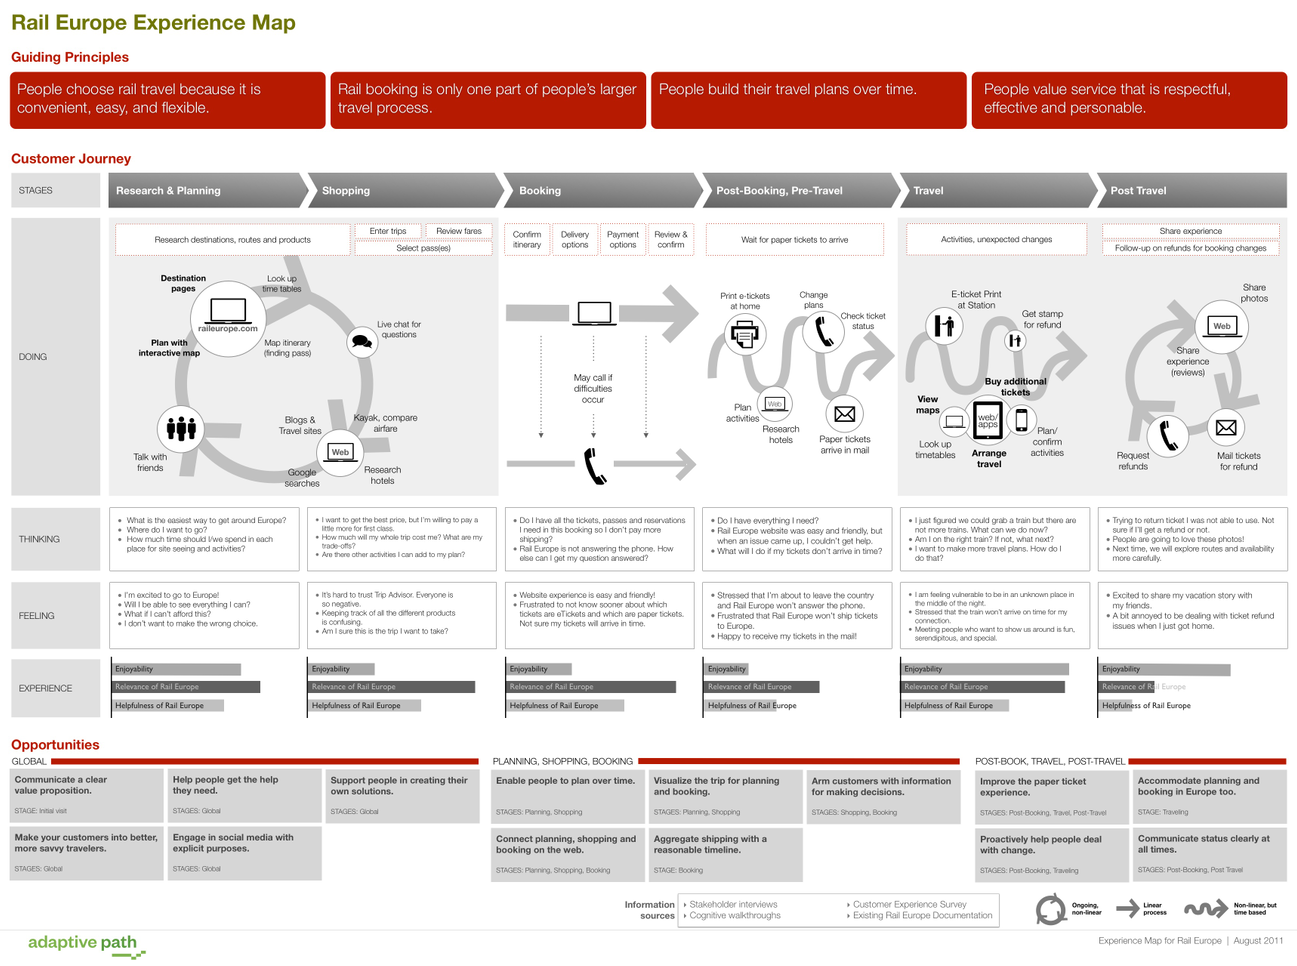 Rail Europe Experience Map
Guiding Principles
People choose rail travel because it is
convenient, easy, and flexible.
Rail booking is only one part of people's larger
travel process.
People build their travel plans over time.
People value service that is respectful,
effective and personable.
Customer Journey
STAGES
Research & Planning
Shopping
Booking
Post-Booking, Pre-Travel
Travel
Post Travel
DOING
Research destinations, routes and products
Enter trips
Review fares
Select pass(es)
Confirm
itinerary
Delivery
options
Payment
options
Review &
confirm
Wait for paper tickets to arrive
Activities, unexpected changes
Share experience
Follow-up on refunds for booking changes
Destination
pages
Look up
time tables
raileurope.com
Plan with
interactive map
Map itinerary
(finding pass)
Live chat for
questions
Blogs &
Travel sites
Kayak, compare
airfare
Web
Talk with
friends
Google
searches
Research
hotels
May call if
difficulties
occur
Print e-tickets
at home
Change
plans
Check ticket
status
Plan
activities
Web
Research
hotels
Paper tickets
arrive in mail
E-ticket Print
at Station
Get stamp
for refund
Buy additional
tickets
View
maps
web/
apps
Look up
timetables
Plan/
confirm
activities
Arrange
travel
Share
photos
Web
Share
experience
(reviews)
Request
refunds
Mail tickets
for refund
THINKING
• What is the easiest way to get around Europe?
• Where do I want to go?
• How much time should I/we spend in each
place for site seeing and activities?
• I want to get the best price, but I'm willing to pay a
little more for first class.
• How much will my whole trip cost me? What are my
trade-offs?
• Are there other activities I can add to my plan?
• Do I have all the tickets, passes and reservations
I need in this booking so I don't pay more
shipping?
• Rail Europe is not answering the phone. How
else can I get my question answered?
• Do I have everything I need?
• Rail Europe website was easy and friendly, but
when an issue came up, I couldn't get help.
• What will I do if my tickets don't arrive in time?
• I just figured we could grab a train but there are
not more trains. What can we do now?
• Am I on the right train? If not, what next?
• I want to make more travel plans. How do I
do that?
• Trying to return ticket I was not able to use. Not
sure if I'll get a refund or not.
• People are going to love these photos!
• Next time, we will explore routes and availability
more carefully.
FEELING
• I'm excited to go to Europe!
• Will I be able to see everything I can?
• What if I can't afford this?
• I don't want to make the wrong choice.
• It's hard to trust Trip Advisor. Everyone is
so negative.
• Keeping track of all the different products
is confusing.
• Am I sure this is the trip I want to take?
• Website experience is easy and friendly!
• Frustrated to not know sooner about which
tickets are eTickets and which are paper tickets.
Not sure my tickets will arrive in time.
• Stressed that I'm about to leave the country
and Rail Europe won't answer the phone.
• Frustrated that Rail Europe won't ship tickets
to Europe.
• Happy to receive my tickets in the mail!
• I am feeling vulnerable to be in an unknown place in
the middle of the night.
• Stressed that the train won't arrive on time for my
connection.
• Meeting people who want to show us around is fun,
serendipitous, and special.
• Excited to share my vacation story with
my friends.
• A bit annoyed to be dealing with ticket refund
issues when I just got home.
EXPERIENCE
Enjoyability
Relevance of Rail Europe
Helpfulness of Rail Europe
Enjoyability
Relevance of Rail Europe
Helpfulness of Rail Europe
Enjoyability
Relevance of Rail Europe
Helpfulness of Rail Europe
Enjoyability
Relevance of Rail Europe
Helpfulness of Rail Europe
Enjoyability
Relevance of Rail Europe
Helpfulness of Rail Europe
Enjoyability
Relevance of Rail Europe
Helpfulness of Rail Europe
Opportunities
GLOBAL
Communicate a clear
value proposition.
STAGE: Initial visit
Help people get the help
they need.
STAGES: Global
Support people in creating their
own solutions.
STAGES: Global
Make your customers into better,
more savvy travelers.
STAGES: Global
Engage in social media with
explicit purposes.
STAGES: Global
PLANNING, SHOPPING, BOOKING
Enable people to plan over time.
STAGES: Planning, Shopping
Visualize the trip for planning
and booking.
STAGES: Planning, Shopping
Arm customers with information
for making decisions.
STAGES: Shopping, Booking
Connect planning, shopping and
booking on the web.
STAGES: Planning, Shopping, Booking
Aggregate shipping with a
reasonable timeline.
STAGE: Booking
POST-BOOK, TRAVEL, POST-TRAVEL
Improve the paper ticket
experience.
STAGES: Post-Booking, Travel, Post-Travel
Accommodate planning and
booking in Europe too.
STAGE: Traveling
Proactively help people deal
with change.
STAGES: Post-Booking, Traveling
Communicate status clearly at
all times.
STAGES: Post-Booking, Post Travel
Information
sources
Stakeholder interviews
Cognitive walkthroughs
Customer Experience Survey
Existing Rail Europe Documentation
Ongoing,
non-linear
Linear
process
Non-linear, but
time based
adaptive path
Experience Map for Rail Europe | August 2011